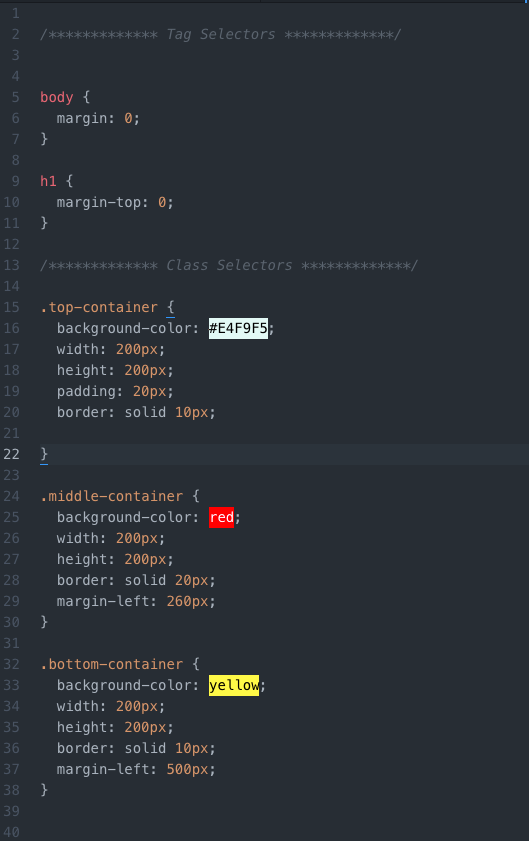 1
2 /************* Tag Selectors *************/
3
4
5 body {
6   margin: 0;
7 }
8
9 h1 {
10   margin-top: 0;
11 }
12
13 /************* Class Selectors *************/
14
15 .top-container {
16   background-color: #E4F9F5;
17   width: 200px;
18   height: 200px;
19   padding: 20px;
20   border: solid 10px;
21
22 }
23
24 .middle-container {
25   background-color: red;
26   width: 200px;
27   height: 200px;
28   border: solid 20px;
29   margin-left: 260px;
30 }
31
32 .bottom-container {
33   background-color: yellow;
34   width: 200px;
35   height: 200px;
36   border: solid 10px;
37   margin-left: 500px;
38 }
39
40